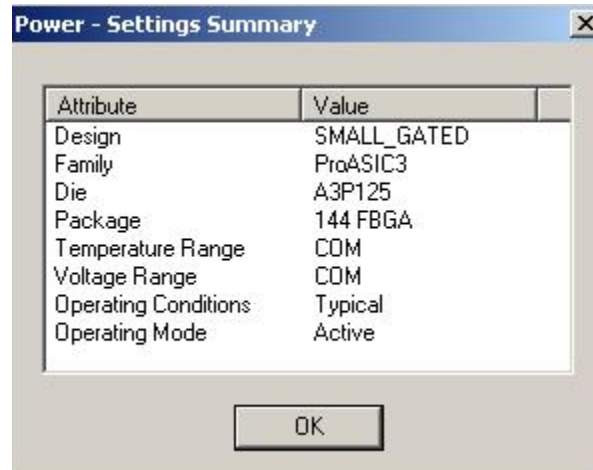 Power - Settings Summary
Attribute Value
Design SMALL_GATED
Family ProASIC3
Die A3P125
Package 144 FBGA
Temperature Range COM
Voltage Range COM
Operating Conditions Typical
Operating Mode Active
OK